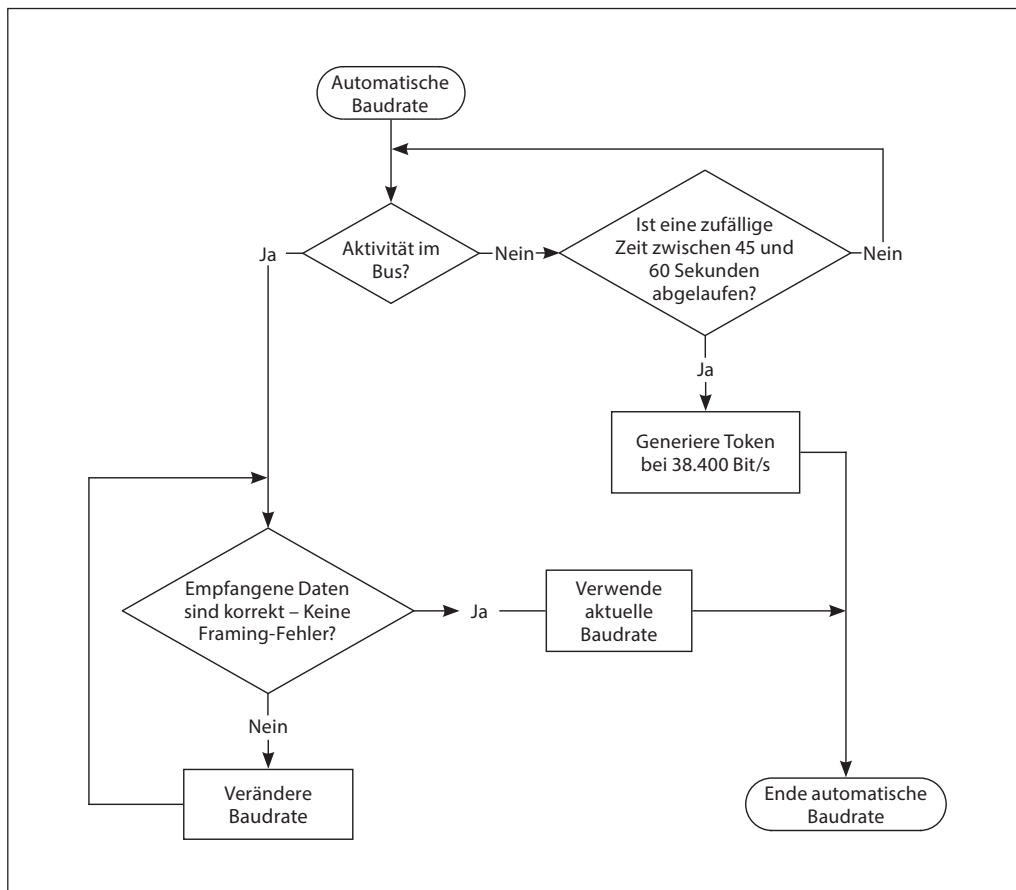 Automatische
Baudrate
Ja
Aktivität im
Bus?
Nein
Ist eine zufällige
Zeit zwischen 45 und
60 Sekunden
abgelaufen?
Nein
Ja
Generiere Token
bei 38.400 Bit/s
Empfangene Daten
sind korrekt – Keine
Framing-Fehler?
Ja
Verwende
aktuelle
Baudrate
Nein
Verändere
Baudrate
Ende automatische
Baudrate